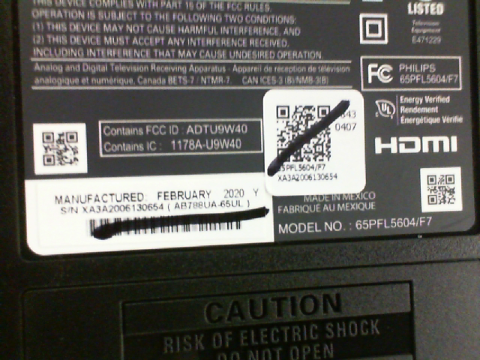 THIS DEVICE COMPLIES WITH PART 15 OF THE FCC RULES.
OPERATION IS SUBJECT TO THE FOLLOWING TWO CONDITIONS:
(1) THIS DEVICE MAY NOT CAUSE HARMFUL INTERFERENCE, AND
(2) THIS DEVICE MUST ACCEPT ANY INTERFERENCE RECEIVED,
INCLUDING INTERFERENCE THAT MAY CAUSE UNDESIRED OPERATION.
Analog and Digital Television Receiving Apparatus - Appareil de réception de télévision
analogique et numérique, Canada BETS-7 / NTMR-7. CAN ICES-3 (B)/NMB-3(B)
LISTED
Television
Equipment
E471229
FC PHILIPS
65PFL5604/F7
UL Energy Verified
Rendement
Énergétique Vérifié
HDMI
Contains FCC ID : ADTU9W40
Contains IC : 1178A-U9W40
0407
65PFL5604/F7
XA3A2006130654
MANUFACTURED: FEBRUARY 2020 Y
S/N XA3A2006130654 ( AB78BUA-65UL )
MADE IN MEXICO
FABRIQUÉ AU MEXIQUE
MODEL NO. : 65PFL5604/F7
CAUTION
RISK OF ELECTRIC SHOCK
DO NOT OPEN